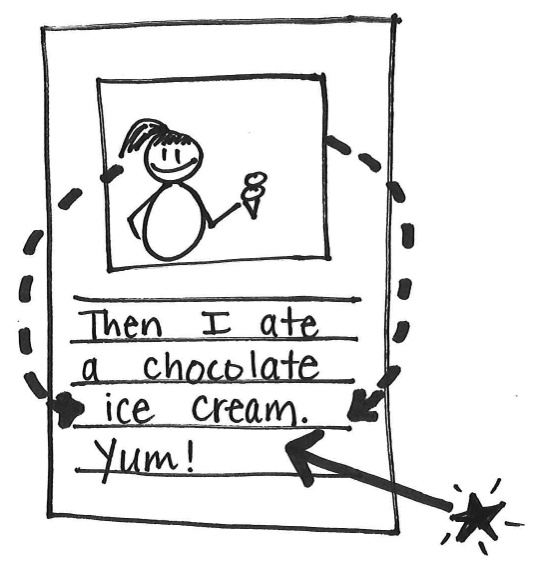 Then I ate
a chocolate
ice cream.
Yum!